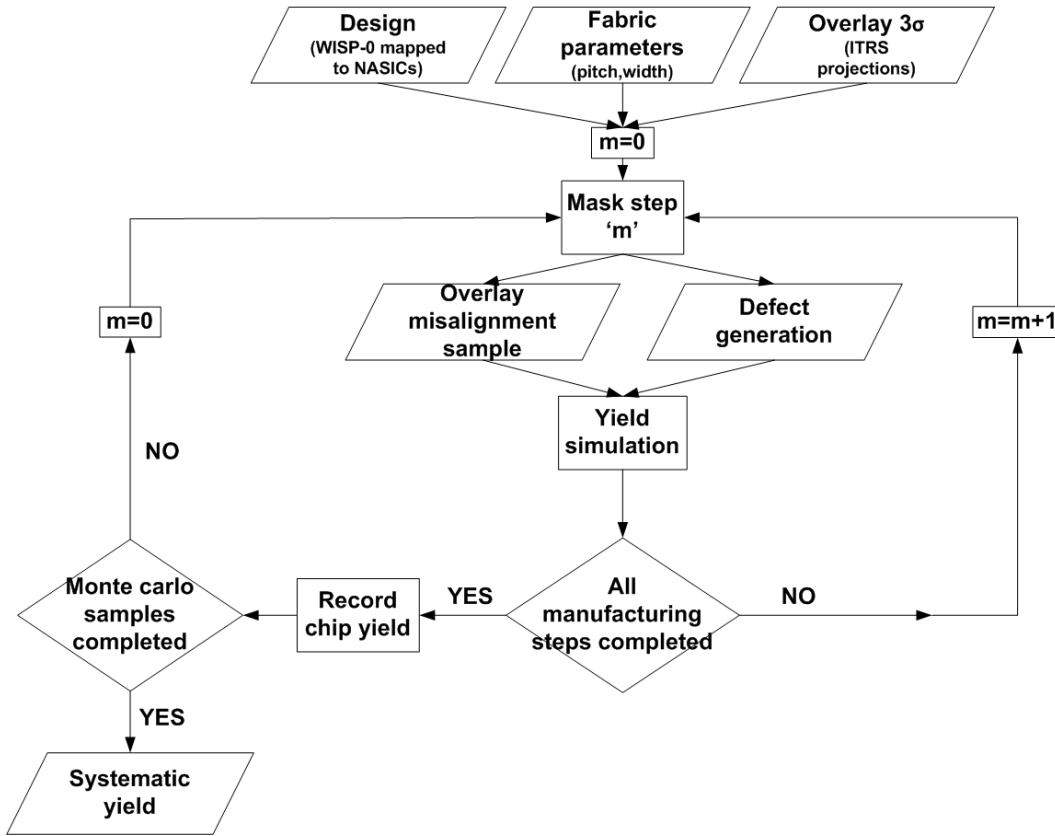 Design
(WISP-0 mapped
to NASICs)
Fabric
parameters
(pitch,width)
Overlay 3σ
(ITRS
projections)
m=0
Mask step
‘m’
Overlay
misalignment
sample
Defect
generation
m=0
m=m+1
Yield
simulation
NO
Monte carlo
samples
completed
Record
chip yield
YES
All
manufacturing
steps completed
NO
YES
Systematic
yield